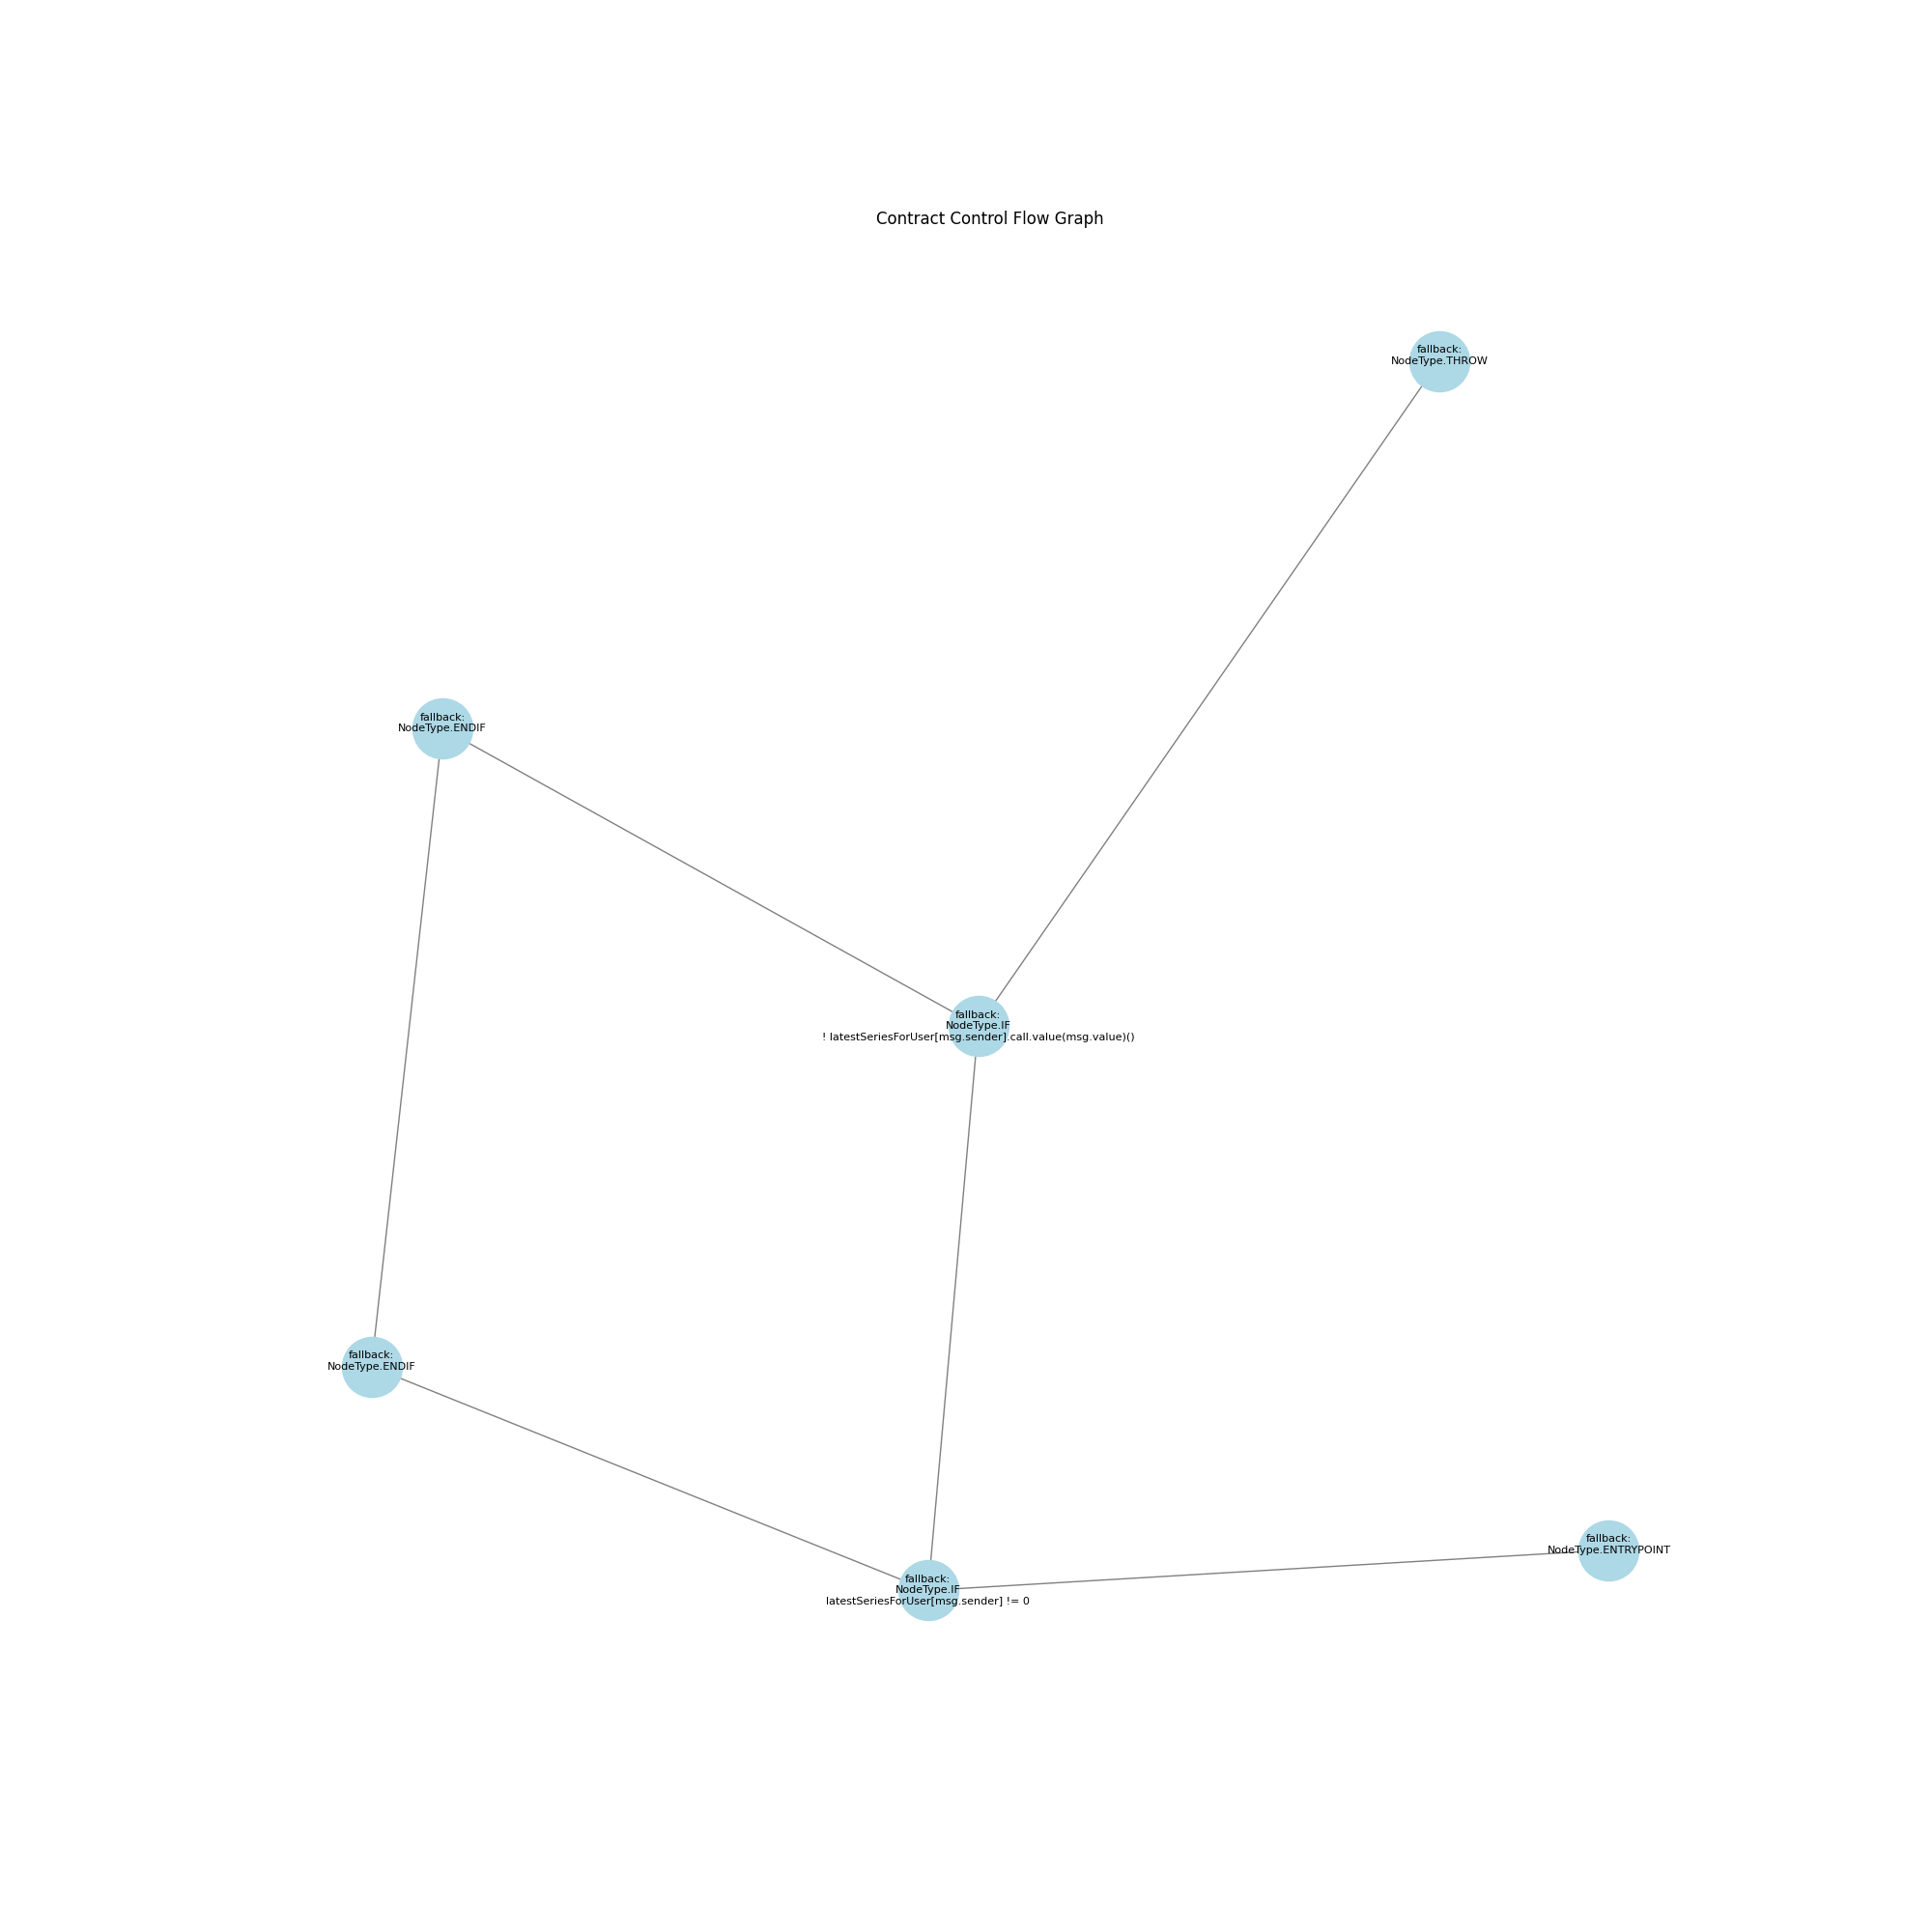 Contract Control Flow Graph
fallback:
NodeType.THROW
fallback:
NodeType.ENDIF
fallback:
NodeType.IF
! latestSeriesForUser[msg.sender].call.value(msg.value)()
fallback:
NodeType.ENDIF
fallback:
NodeType.ENTRYPOINT
fallback:
NodeType.IF
latestSeriesForUser[msg.sender] != 0